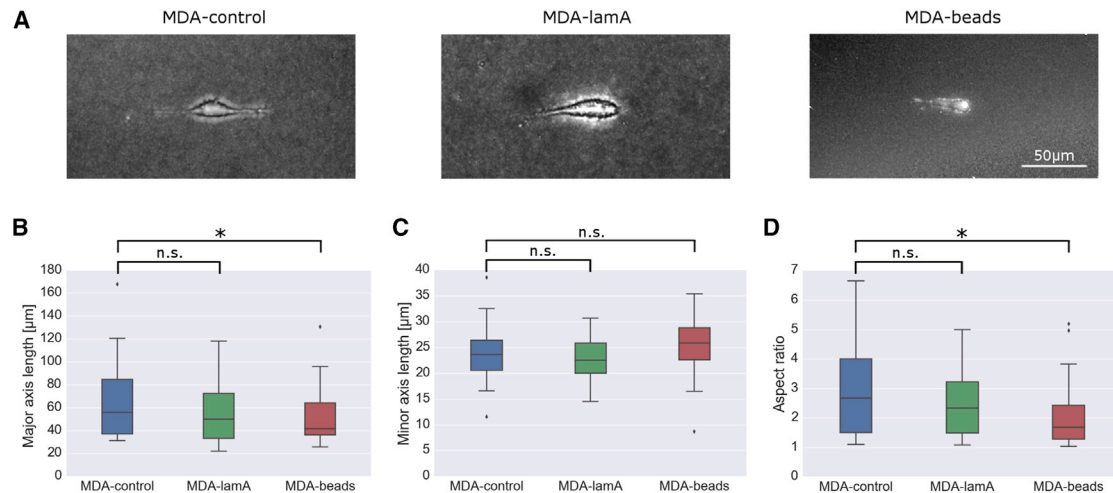 A
MDA-control
MDA-lamA
MDA-beads
50μm
B
*
n.s.
180
160
140
120
100
80
60
40
20
0
Major axis length [μm]
MDA-control
MDA-lamA
MDA-beads
C
n.s.
n.s.
40
35
30
25
20
15
10
5
0
Minor axis length [μm]
MDA-control
MDA-lamA
MDA-beads
D
*
n.s.
7
6
5
4
3
2
1
0
Aspect ratio
MDA-control
MDA-lamA
MDA-beads